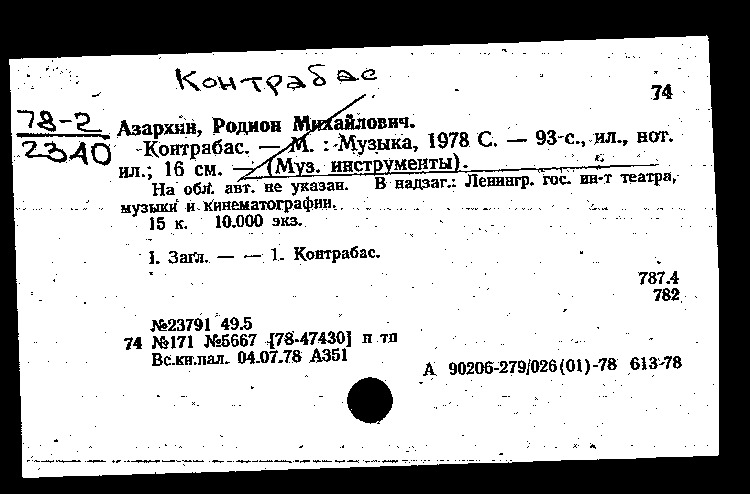 Контрабас
74
78-2
2340
Азархин, Родион Михайлович.
Контрабас. — М. : Музыка, 1978 С. — 93 с., ил., нот.
ил.; 16 см. — (Муз. инструменты).
На обл. авт. не указан. В надзаг.: Ленингр. гос. ин-т театра,
музыки и кинематографии.
15 к. 10.000 экз.
I. Загл. — — 1. Контрабас.
787.4
782
№23791 49.5
74 №171 №5667 [78-47430] п тп
Вс.кн.пал. 04.07.78 А351
А 90206-279/026(01)-78 613-78